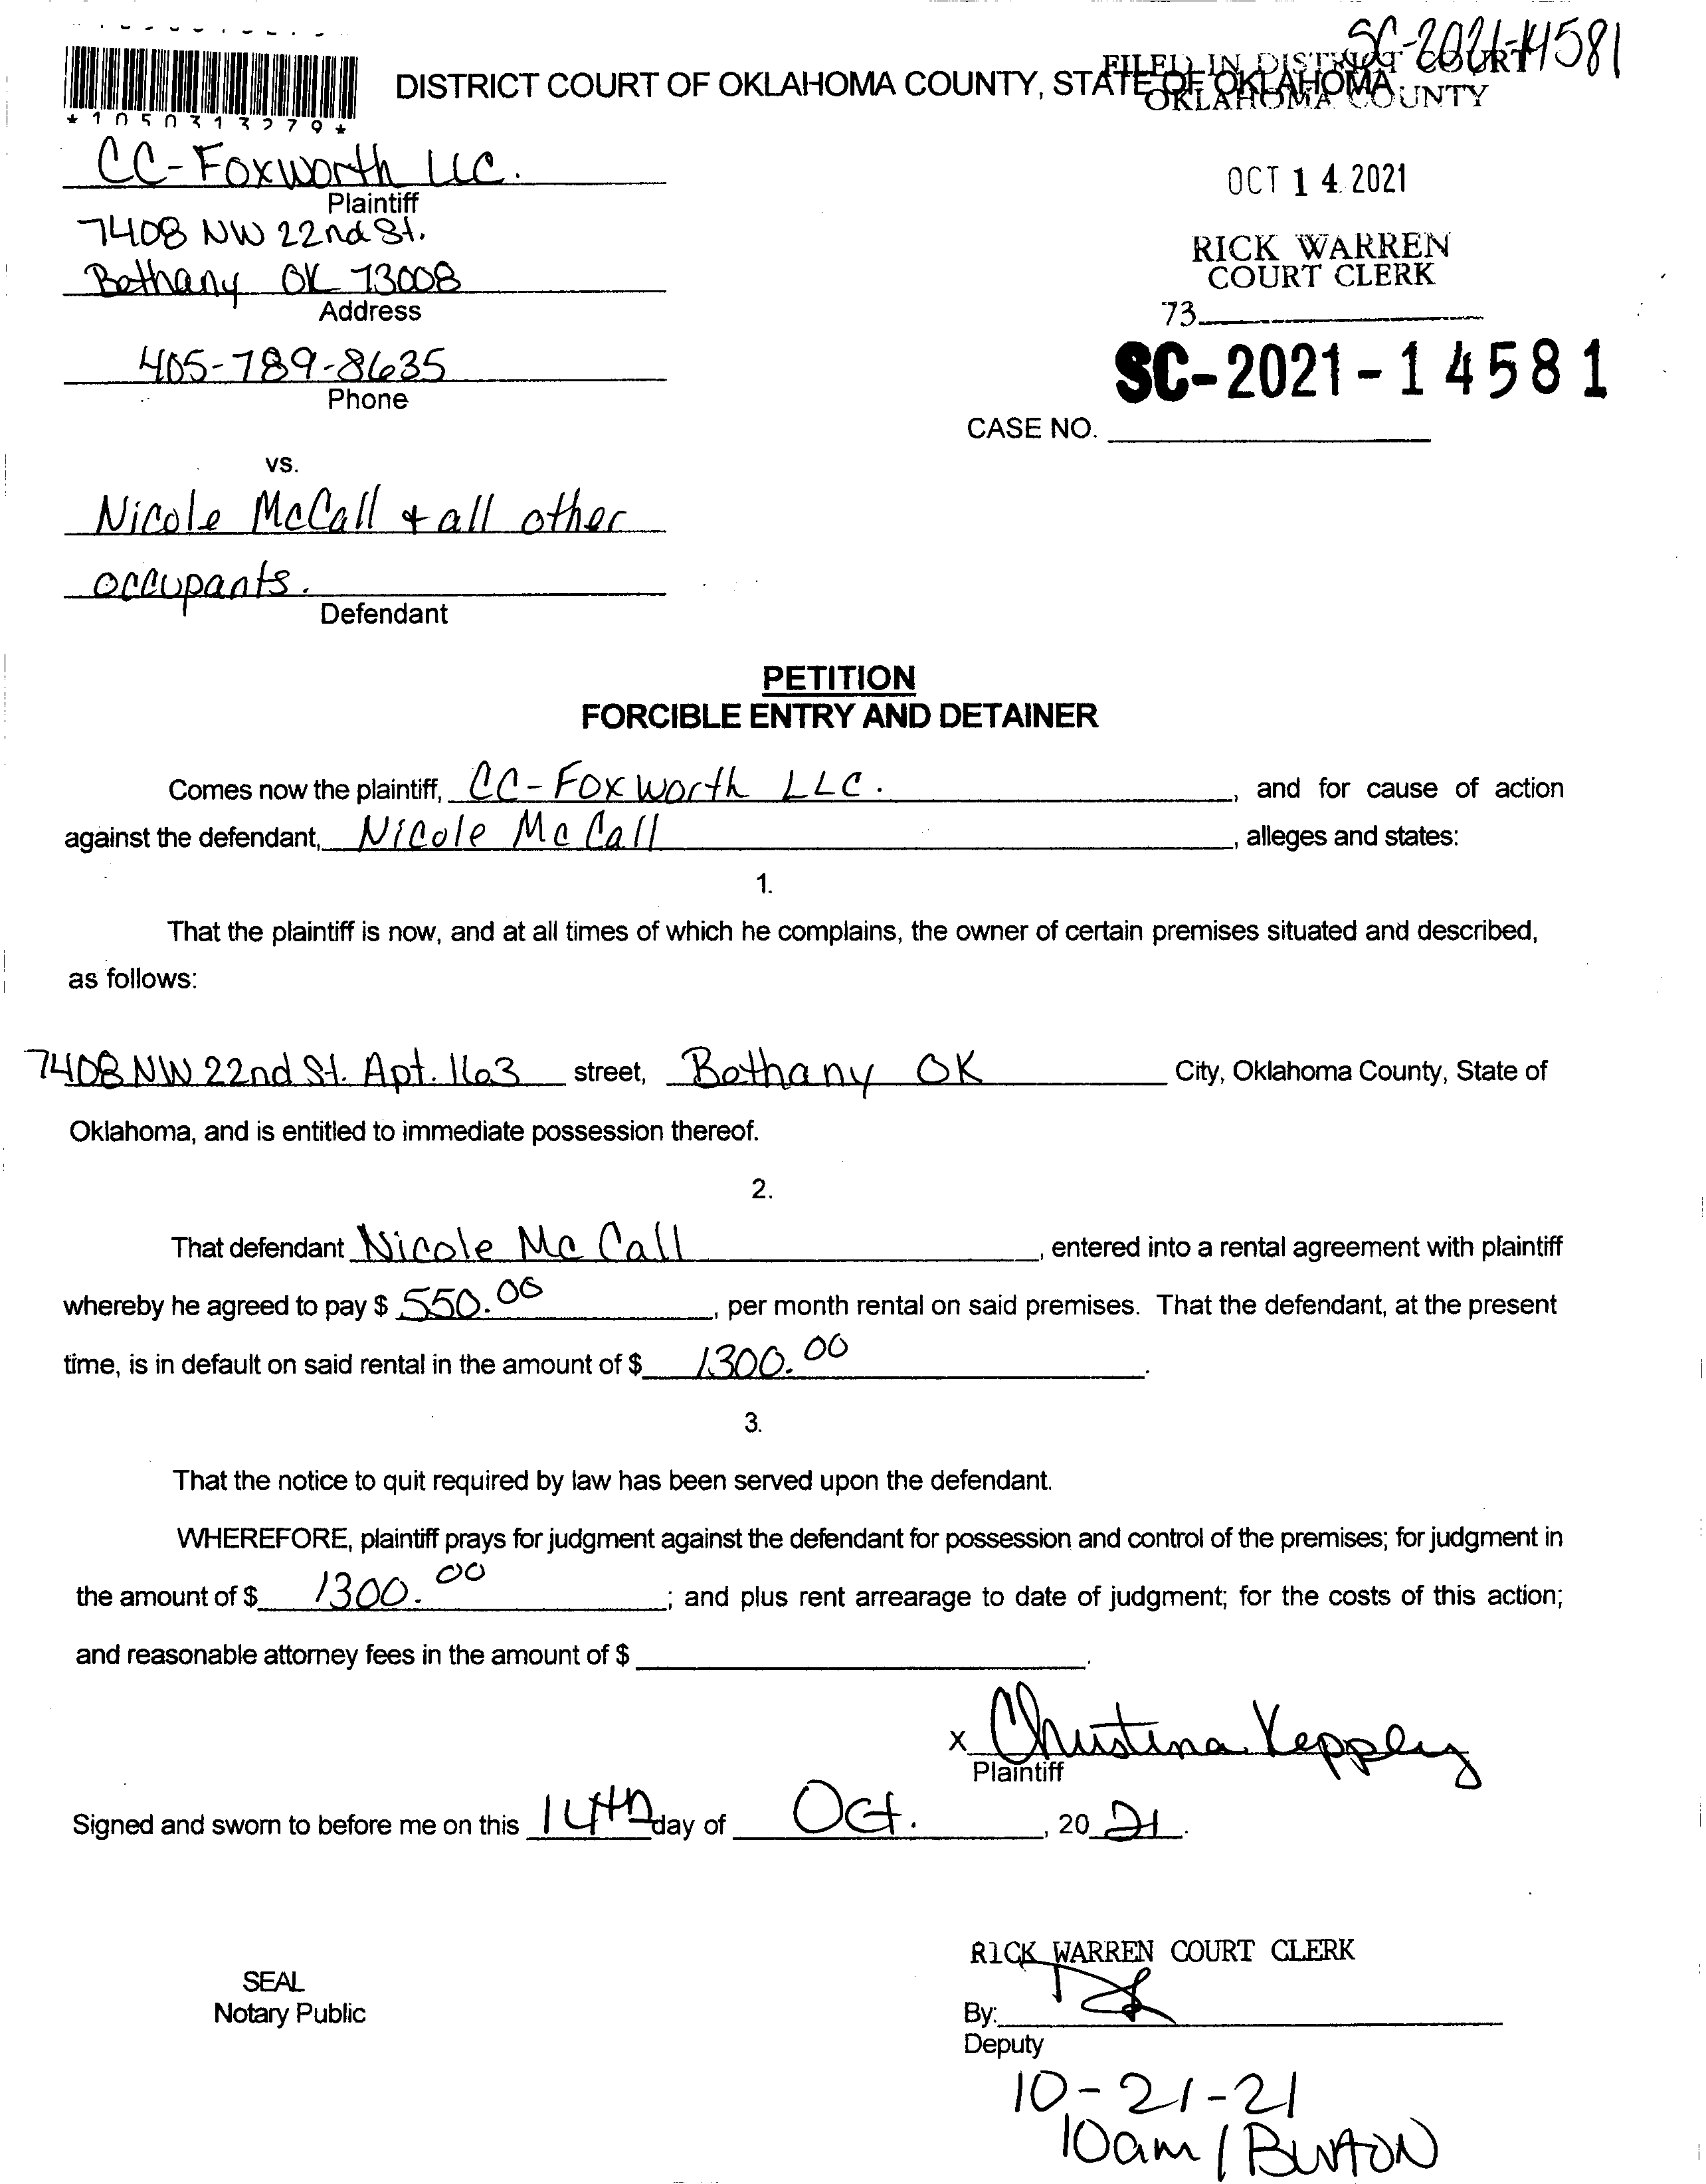 SC-2021-14581
DISTRICT COURT OF OKLAHOMA COUNTY, STATE OF OKLAHOMA
FILED IN DISTRICT COURT
OKLAHOMA COUNTY
*1050313279*
CC-Foxworth LLC.
Plaintiff
OCT 14 2021
7408 NW 22nd St.
RICK WARREN
COURT CLERK
Bethany OK 73008
Address
73
405-789-8635
Phone
SC-2021-14581
CASE NO.
vs.
Nicole McCall + all other
occupants.
Defendant
PETITION
FORCIBLE ENTRY AND DETAINER
Comes now the plaintiff, CC-Foxworth LLC. , and for cause of action
against the defendant, Nicole McCall , alleges and states:
1.
That the plaintiff is now, and at all times of which he complains, the owner of certain premises situated and described,
as follows:
7408 NW 22nd St. Apt. 163 street, Bethany OK City, Oklahoma County, State of
Oklahoma, and is entitled to immediate possession thereof.
2.
That defendant Nicole McCall , entered into a rental agreement with plaintiff
whereby he agreed to pay $ 550.00 , per month rental on said premises. That the defendant, at the present
time, is in default on said rental in the amount of $ 1300.00 .
3.
That the notice to quit required by law has been served upon the defendant.
WHEREFORE, plaintiff prays for judgment against the defendant for possession and control of the premises; for judgment in
the amount of $ 1300.00 ; and plus rent arrearage to date of judgment; for the costs of this action;
and reasonable attorney fees in the amount of $ .
x Christina Yeppley
Plaintiff
Signed and sworn to before me on this 14th day of Oct. , 20 21 .
RICK WARREN COURT CLERK
SEAL
Notary Public
By:
Deputy
10-21-21
10am / BURTON